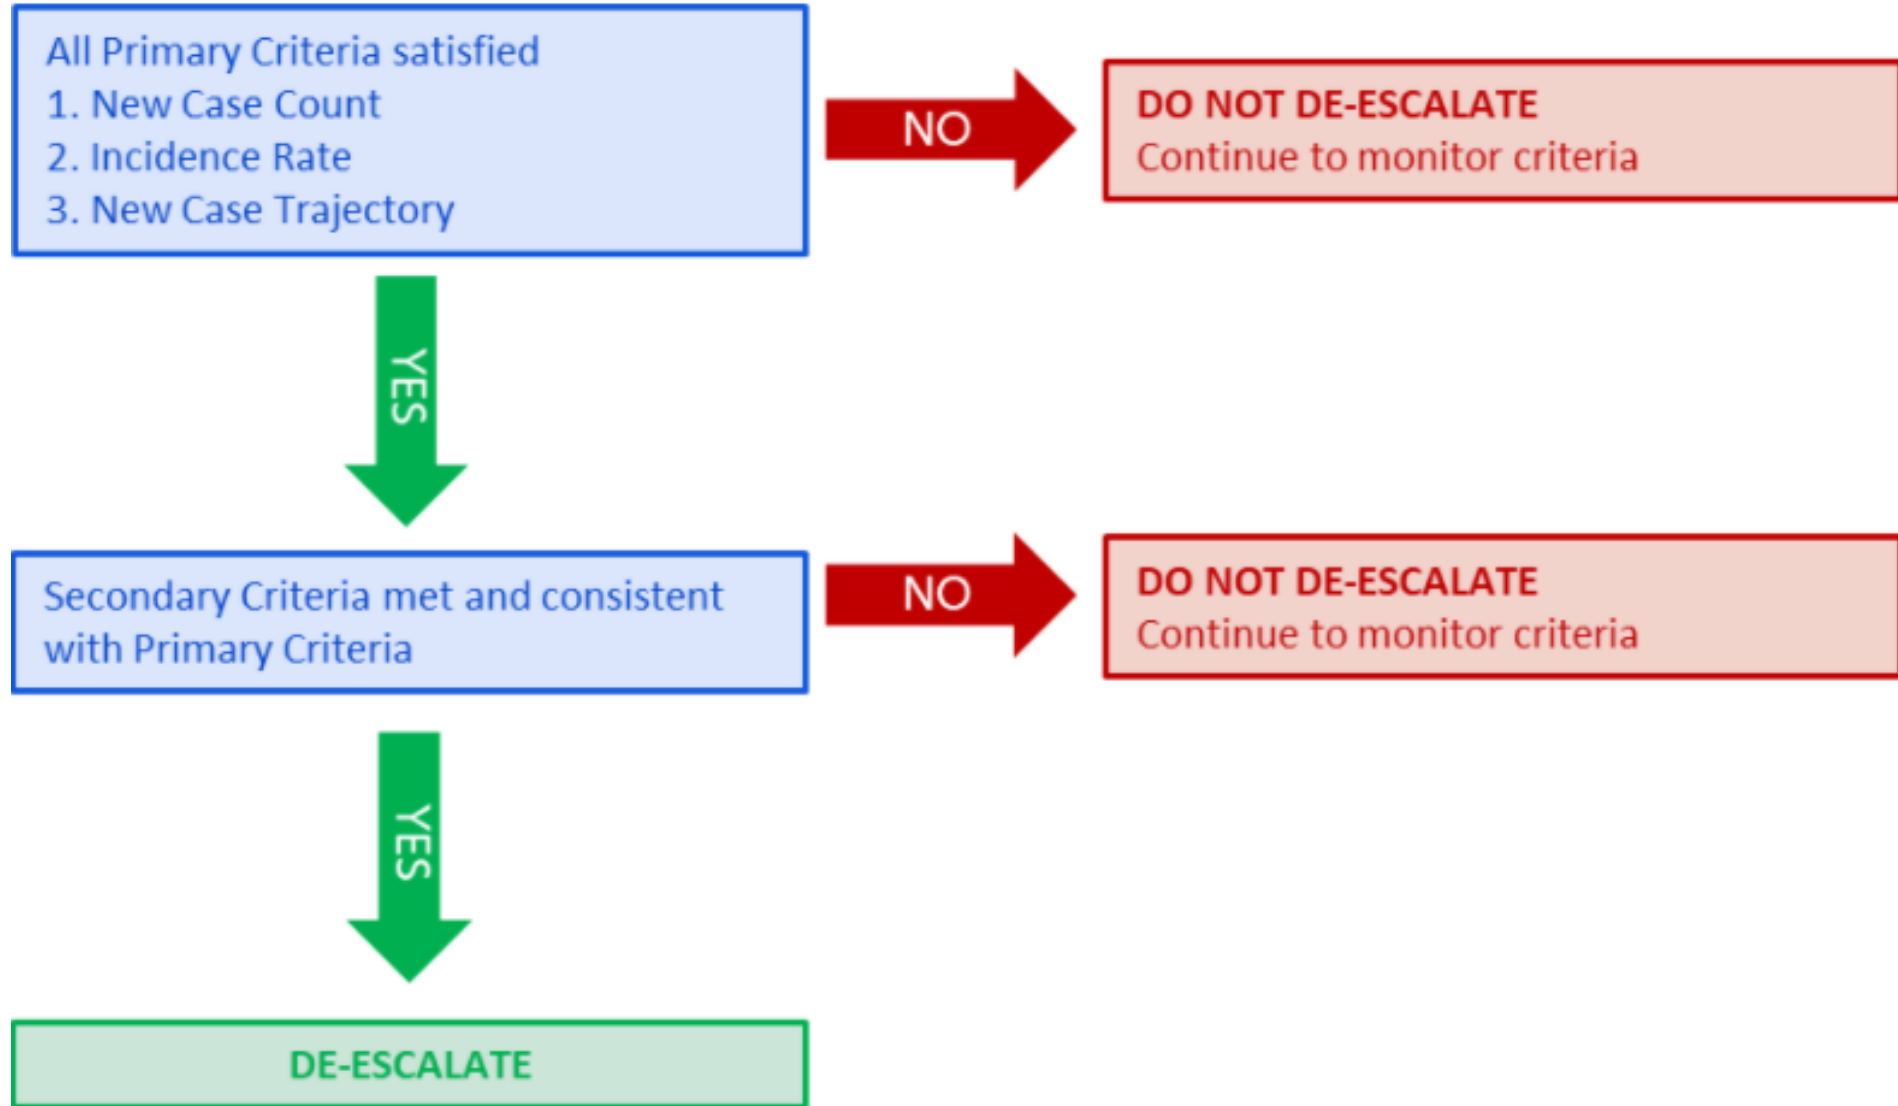 All Primary Criteria satisfied
1. New Case Count
2. Incidence Rate
3. New Case Trajectory
NO
DO NOT DE-ESCALATE
Continue to monitor criteria
YES
Secondary Criteria met and consistent
with Primary Criteria
NO
DO NOT DE-ESCALATE
Continue to monitor criteria
YES
DE-ESCALATE